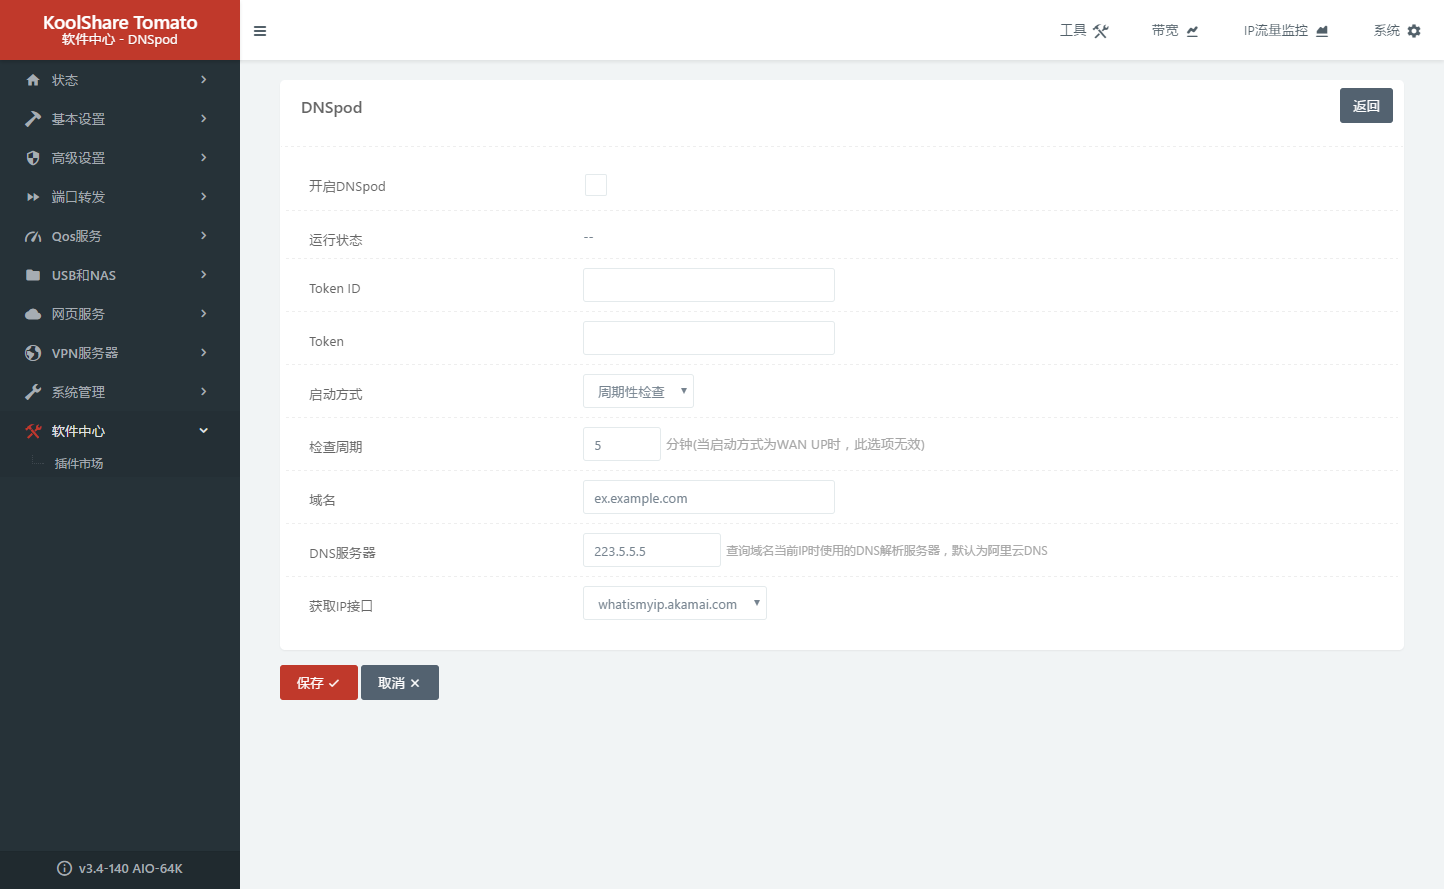 KoolShare Tomato
软件中心 - DNSpod
工具
带宽
IP流量监控
系统
状态
基本设置
高级设置
端口转发
Qos服务
USB和NAS
网页服务
VPN服务器
系统管理
软件中心
插件市场
v3.4-140 AIO-64K
DNSpod
返回
开启DNSpod
运行状态
--
Token ID
Token
启动方式
周期性检查
检查周期
5
分钟(当启动方式为WAN UP时，此选项无效)
域名
ex.example.com
DNS服务器
223.5.5.5
查询域名当前IP时使用的DNS解析服务器，默认为阿里云DNS
获取IP接口
whatismyip.akamai.com
保存
取消